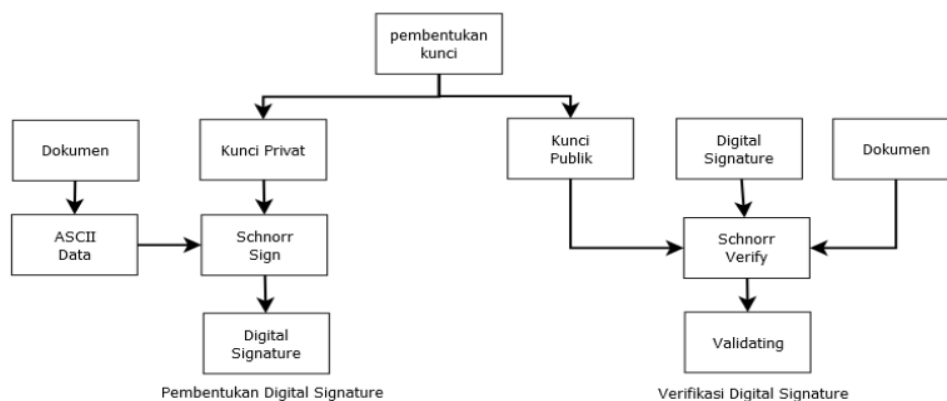 pembentukan
kunci
Dokumen
Kunci Privat
Kunci
Publik
Digital
Signature
Dokumen
ASCII
Data
Schnorr
Sign
Schnorr
Verify
Digital
Signature
Validating
Pembentukan Digital Signature
Verifikasi Digital Signature